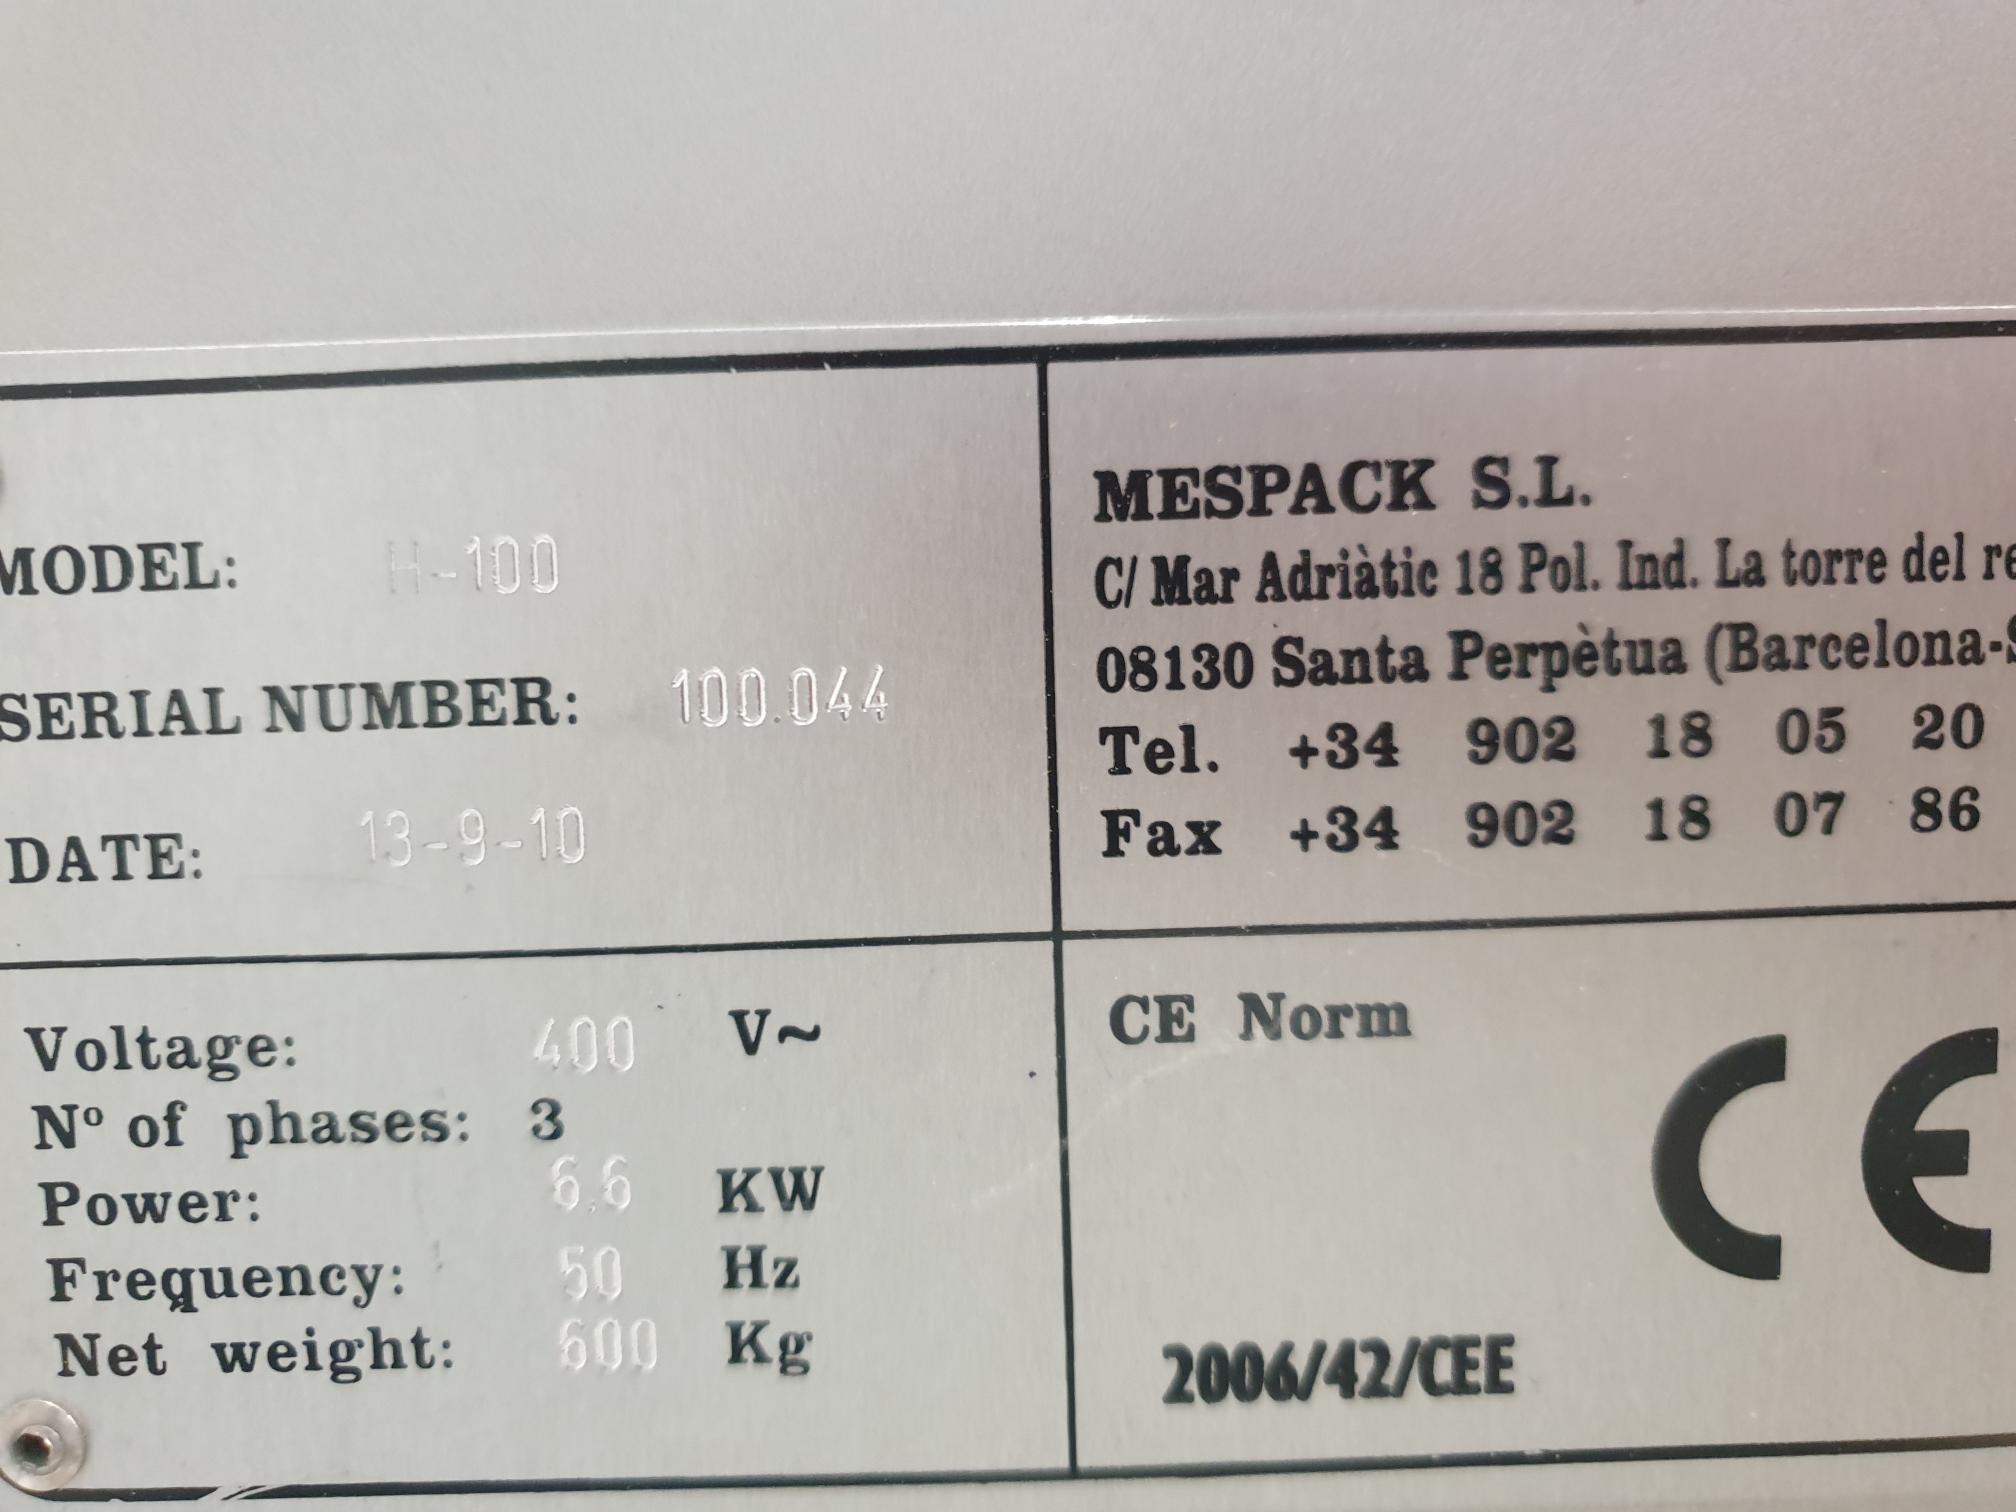 MODEL: H-100
SERIAL NUMBER: 100.044
DATE: 13-9-10
MESPACK S.L.
C/ Mar Adriàtic 18 Pol. Ind. La torre del
08130 Santa Perpètua (Barcelona-
Tel. +34 902 18 05 20
Fax +34 902 18 07 86
Voltage: 400 V~
Nº of phases: 3
Power: 6.6 KW
Frequency: 50 Hz
Net weight: 600 Kg
CE Norm
CE
2006/42/CEE